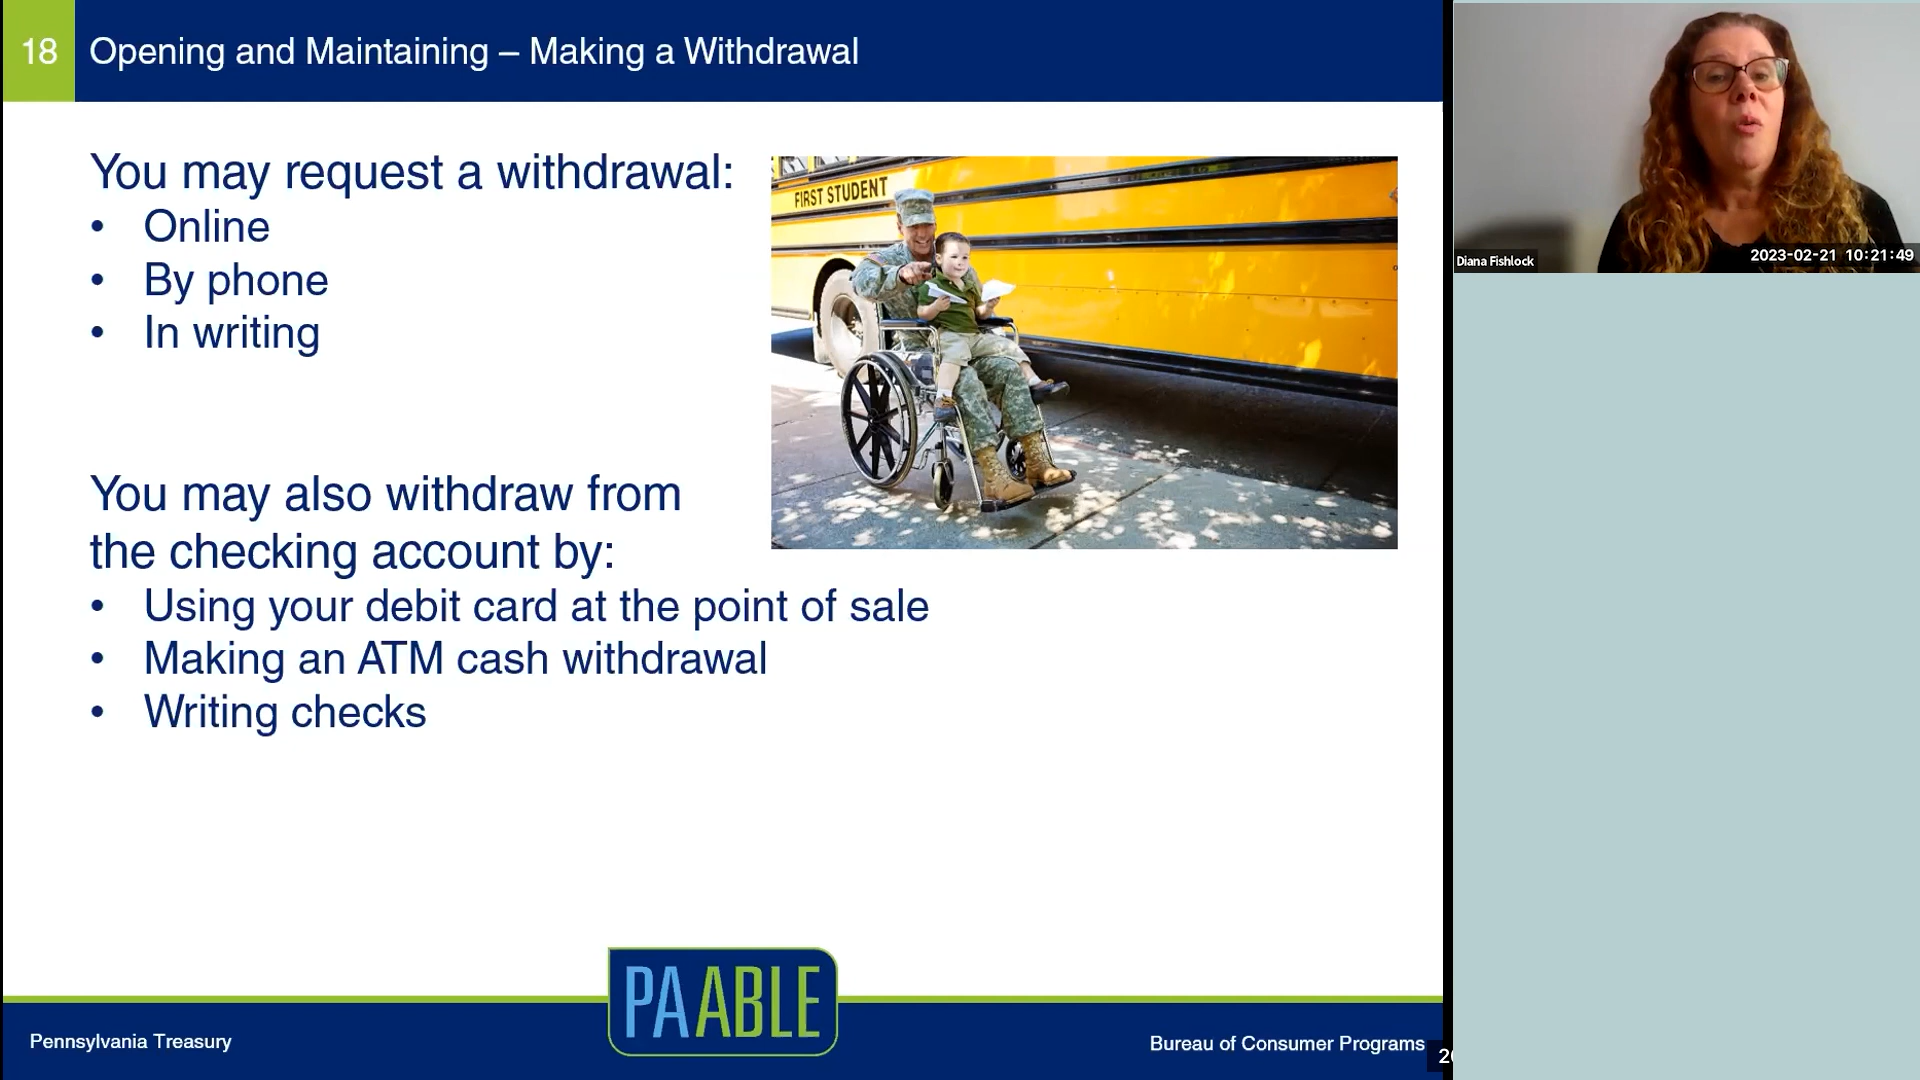 18 Opening and Maintaining – Making a Withdrawal
You may request a withdrawal:
• Online
• By phone
• In writing
FIRST STUDENT
You may also withdraw from
the checking account by:
• Using your debit card at the point of sale
• Making an ATM cash withdrawal
• Writing checks
PA ABLE
Pennsylvania Treasury
Bureau of Consumer Programs
Diana Fishlock
2023-02-21 10:21:49